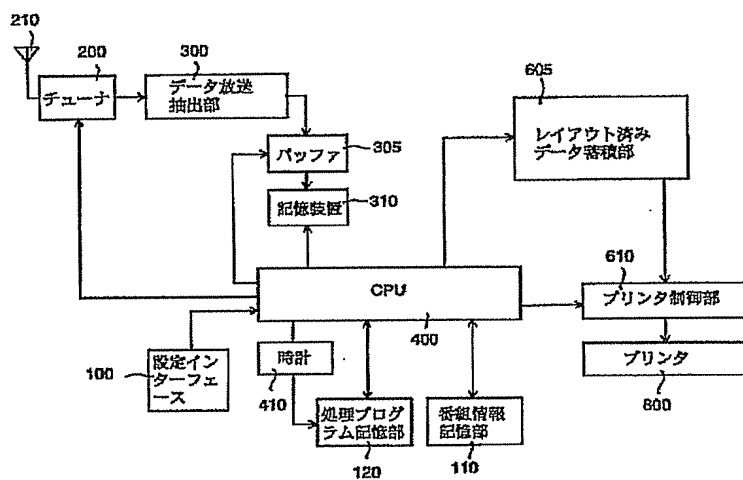 210
200
300
チューナ
データ放送
抽出部
605
レイアウト済み
データ蓄積部
バッファ
305
記憶装置
310
CPU
400
610
プリンタ制御部
プリンタ
800
設定インターフェース
100
時計
410
処理プログ
ラム記憶部
120
番組情報
記憶部
110